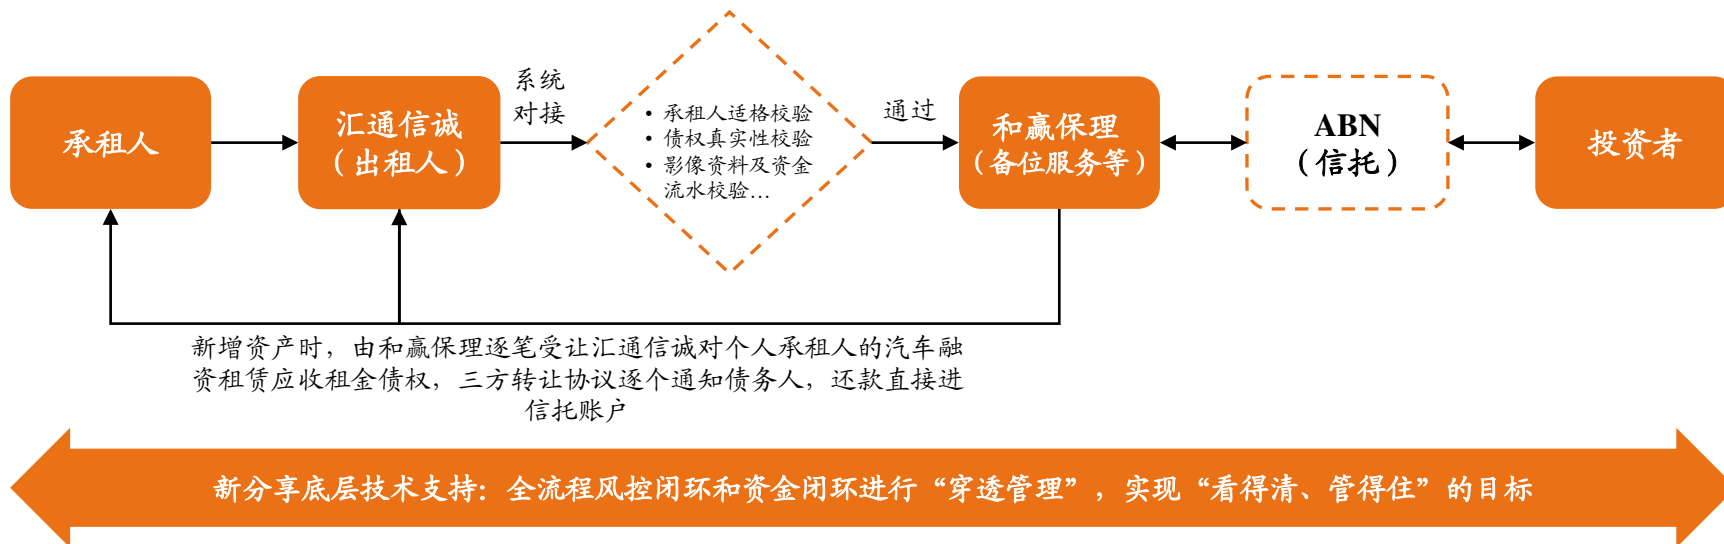 承租人
汇通信诚
（出租人）
系统
对接
• 承租人适格校验
• 债权真实性校验
• 影像资料及资金
流水校验…
通过
和赢保理
（备位服务等）
ABN
（信托）
投资者
新增资产时，由和赢保理逐笔受让汇通信诚对个人承租人的汽车融
资租赁应收租金债权，三方转让协议逐个通知债务人，还款直接进
信托账户
新分享底层技术支持：全流程风控闭环和资金闭环进行“穿透管理”，实现“看得清、管得住”的目标